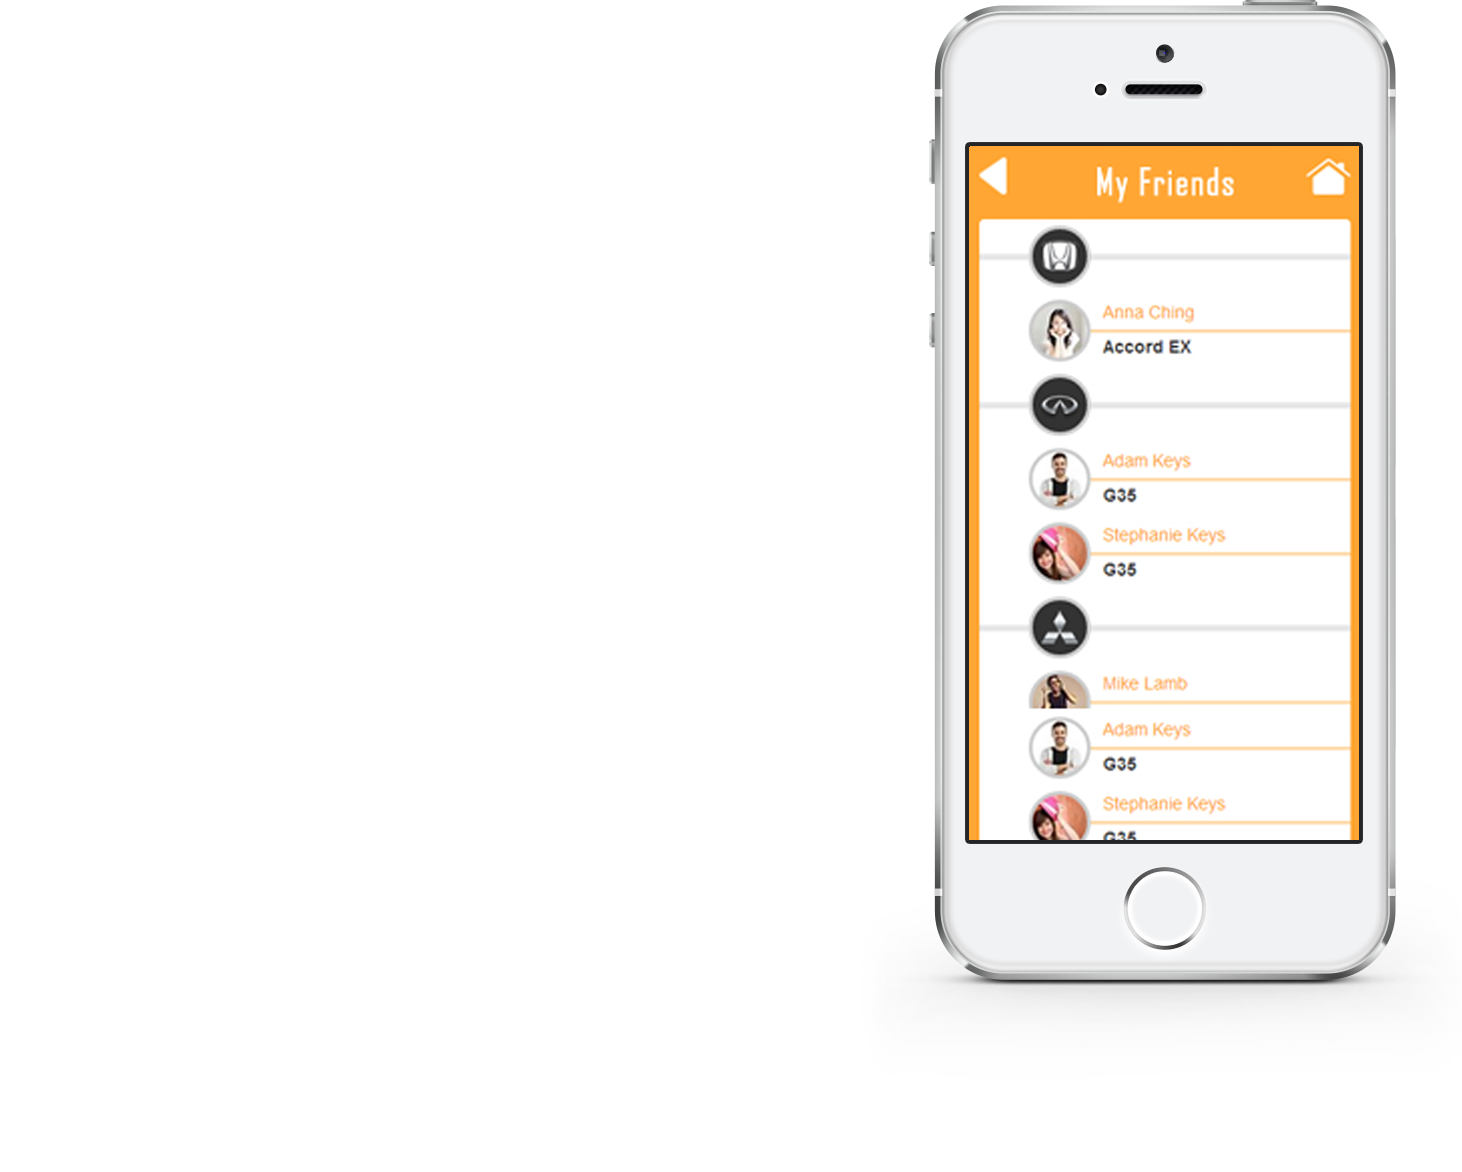 My Friends
Anna Ching
Accord EX
Adam Keys
G35
Stephanie Keys
G35
Mike Lamb
Adam Keys
G35
Stephanie Keys
G35